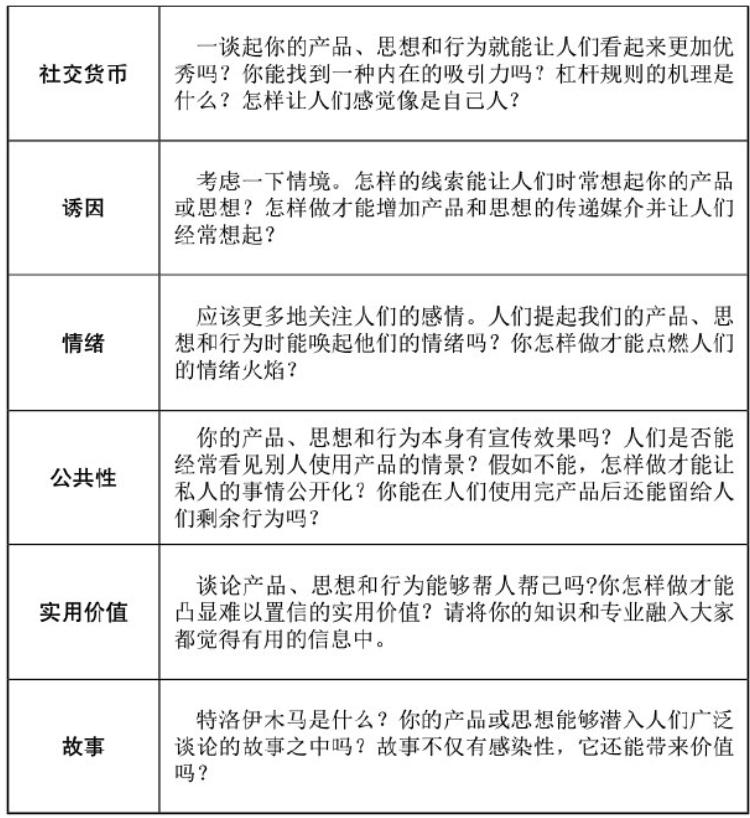 社交货币
一谈起你的产品、思想和行为就能让人们看起来更加优
秀吗？你能找到一种内在的吸引力吗？杠杆规则的机理是
什么？怎样让人们感觉像是自己人？
诱因
考虑一下情境。怎样的线索能让人们时常想起你的产品
或思想？怎样做才能增加产品和思想的传递媒介并让人们
经常想起？
情绪
应该更多地关注人们的感情。人们提起我们的产品、思
想和行为时能唤起他们的情绪吗？你怎样做才能点燃人们
的情绪火焰？
公共性
你的产品、思想和行为本身有宣传效果吗？人们是否能
经常看见别人使用产品的情景？假如不能，怎样做才能让
私人的事情公开化？你能在人们使用完产品后还能留给人
们剩余行为吗？
实用价值
谈论产品、思想和行为能够帮人帮己吗?你怎样做才能
凸显难以置信的实用价值？请将你的知识和专业融入大家
都觉得有用的信息中。
故事
特洛伊木马是什么？你的产品或思想能够潜入人们广泛
谈论的故事之中吗？故事不仅有感染性，它还能带来价值
吗？